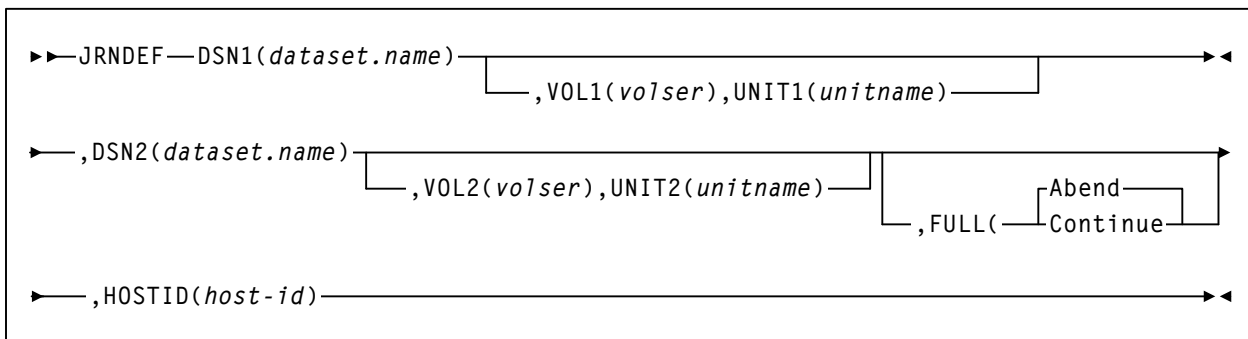 JRNDEF DSN1(dataset.name)
,VOL1(volser),UNIT1(unitname)
,DSN2(dataset.name)
,VOL2(volser),UNIT2(unitname)
Abend
,FULL( Continue
,HOSTID(host-id)